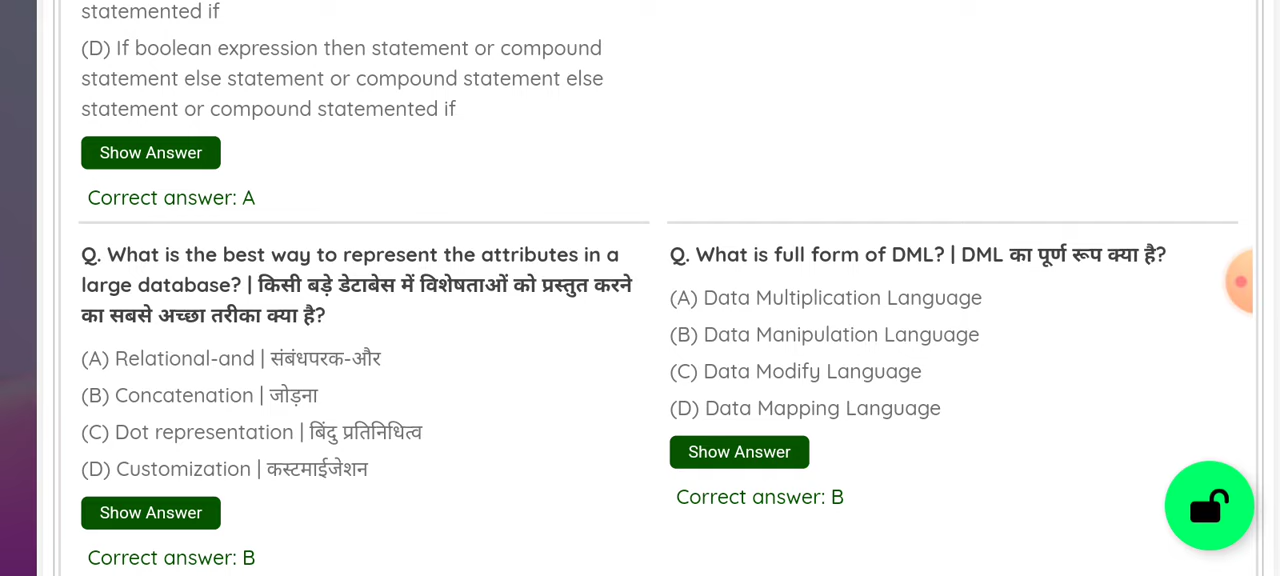 statemented if
(D) If boolean expression then statement or compound
statement else statement or compound statement else
statement or compound statemented if
Show Answer
Correct answer: A
Q. What is the best way to represent the attributes in a
large database? | किसी बड़े डेटाबेस में विशेषताओं को प्रस्तुत करने
का सबसे अच्छा तरीका क्या है?
(A) Relational-and | संबंधपरक-और
(B) Concatenation | जोड़ना
(C) Dot representation | बिंदु प्रतिनिधित्व
(D) Customization | कस्टमाईजेशन
Show Answer
Correct answer: B
Q. What is full form of DML? | DML का पूर्ण रूप क्या है?
(A) Data Multiplication Language
(B) Data Manipulation Language
(C) Data Modify Language
(D) Data Mapping Language
Show Answer
Correct answer: B